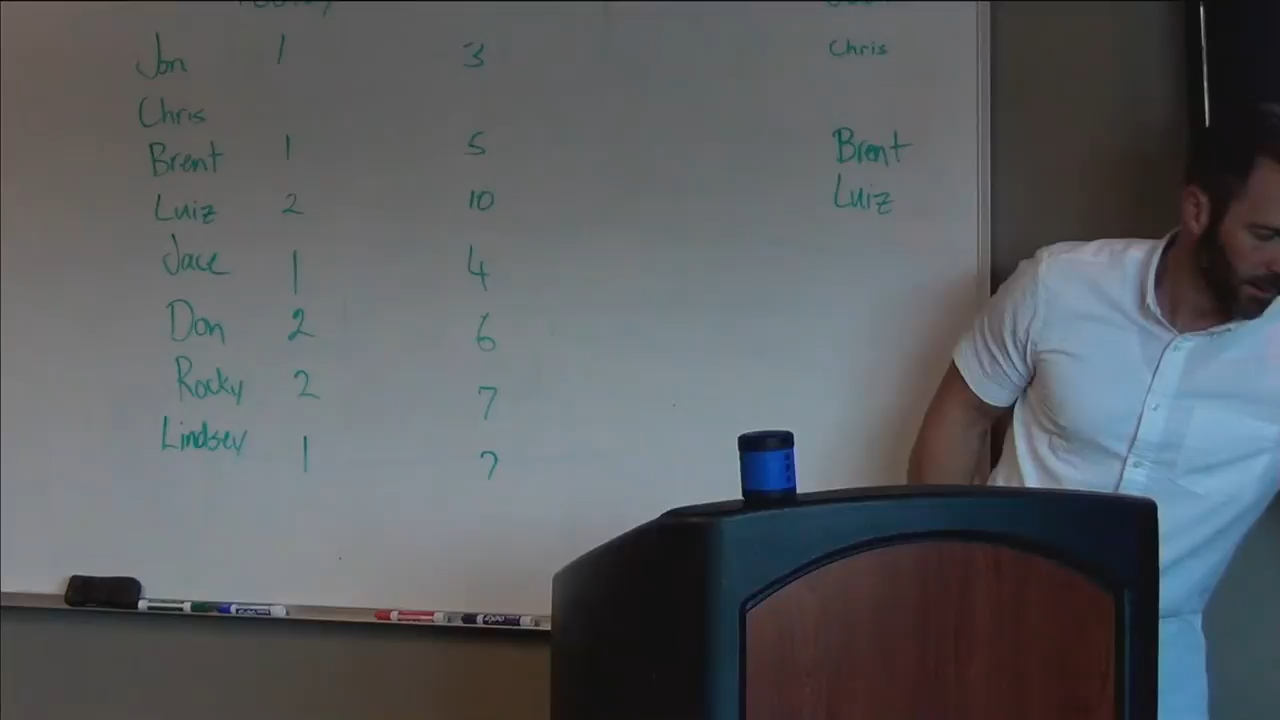 Jon 1 3 Chris
Chris
Brent 1 5 Brent
Luiz 2 10 Luiz
Jace 1 4
Don 2 6
Rocky 2 7
Lindsey 1 7